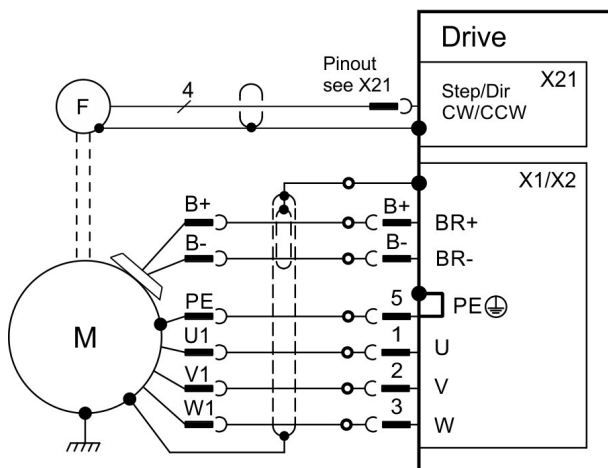 Drive
Pinout
see X21
X21
Step/Dir
CW/CCW
F
4
X1/X2
B+
B+
BR+
B-
B-
BR-
PE
5
PE
U1
1
U
M
V1
2
V
W1
3
W